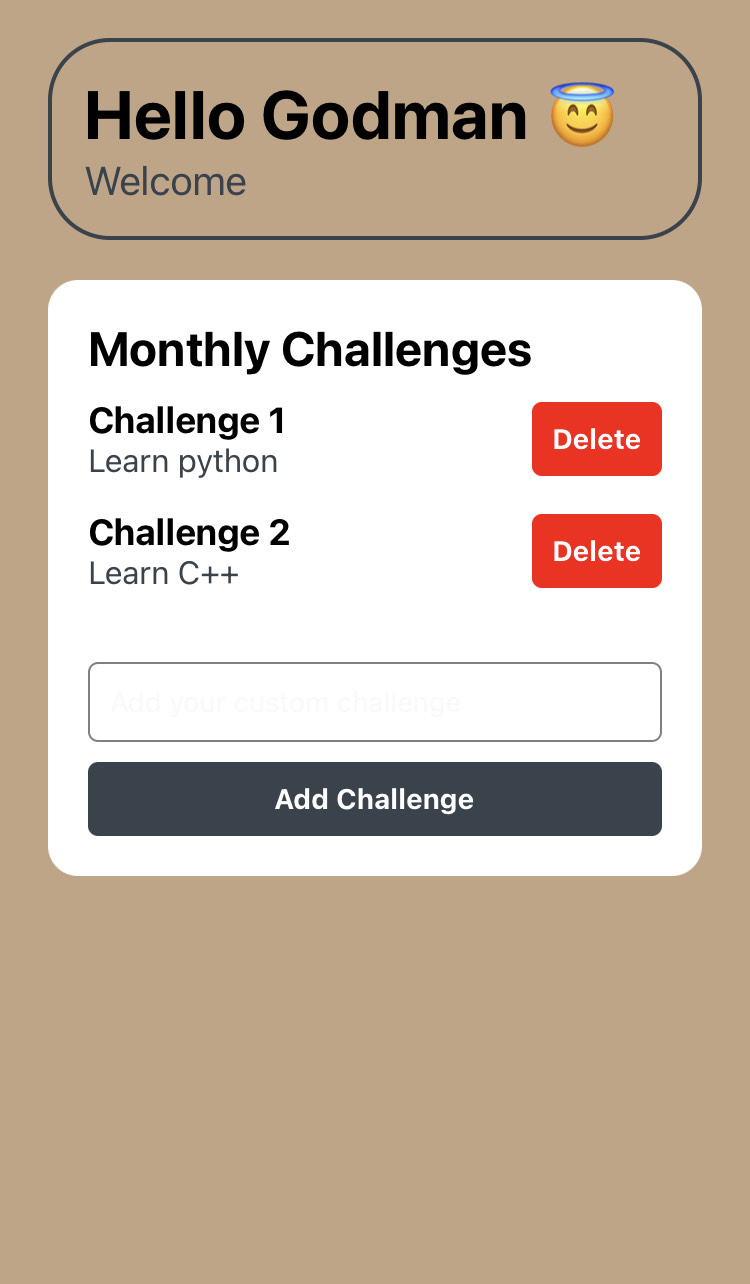 Hello Godman 😇
Welcome
Monthly Challenges
Challenge 1
Learn python
Delete
Challenge 2
Learn C++
Delete
Add your custom challenge
Add Challenge